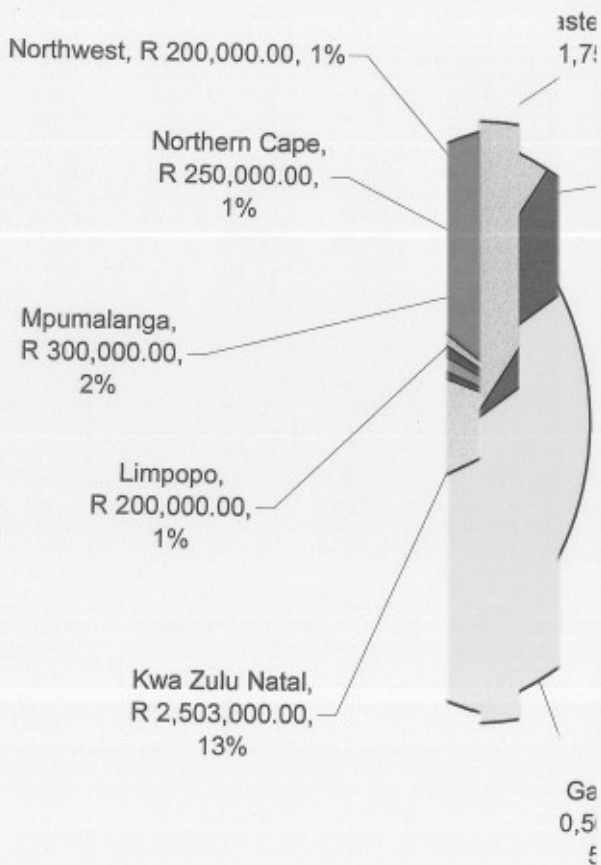 Northwest, R 200,000.00, 1%
Northern Cape,
R 250,000.00,
1%
Mpumalanga,
R 300,000.00,
2%
Limpopo,
R 200,000.00,
1%
Kwa Zulu Natal,
R 2,503,000.00,
13%